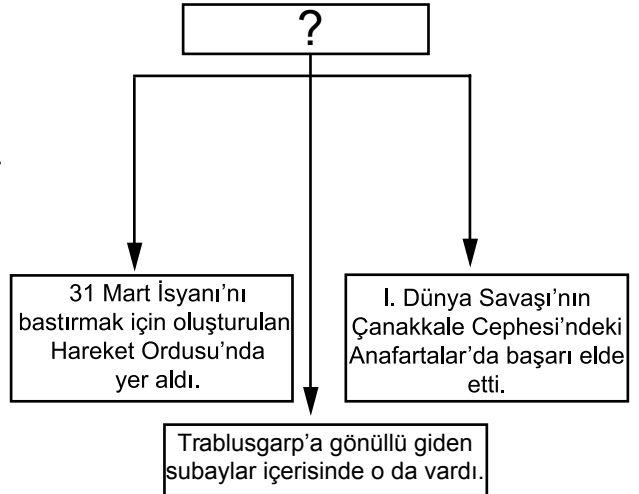 ?
31 Mart İsyanı’nı
bastırmak için oluşturulan
Hareket Ordusu’nda
yer aldı.
I. Dünya Savaşı’nın
Çanakkale Cephesi’ndeki
Anafartalar’da başarı elde
etti.
Trablusgarp’a gönüllü giden
subaylar içerisinde o da vardı.